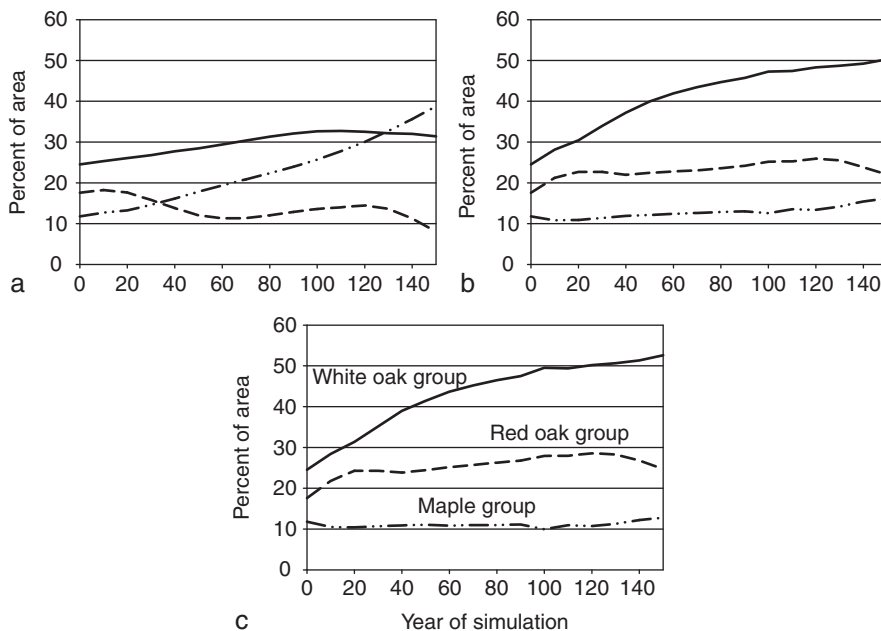 60
50
40
30
20
10
0
Percent of area
0 20 40 60 80 100 120 140
a
60
50
40
30
20
10
0
Percent of area
0 20 40 60 80 100 120 140
b
60
50
40
30
20
10
0
Percent of area
White oak group
Red oak group
Maple group
0 20 40 60 80 100 120 140
c
Year of simulation